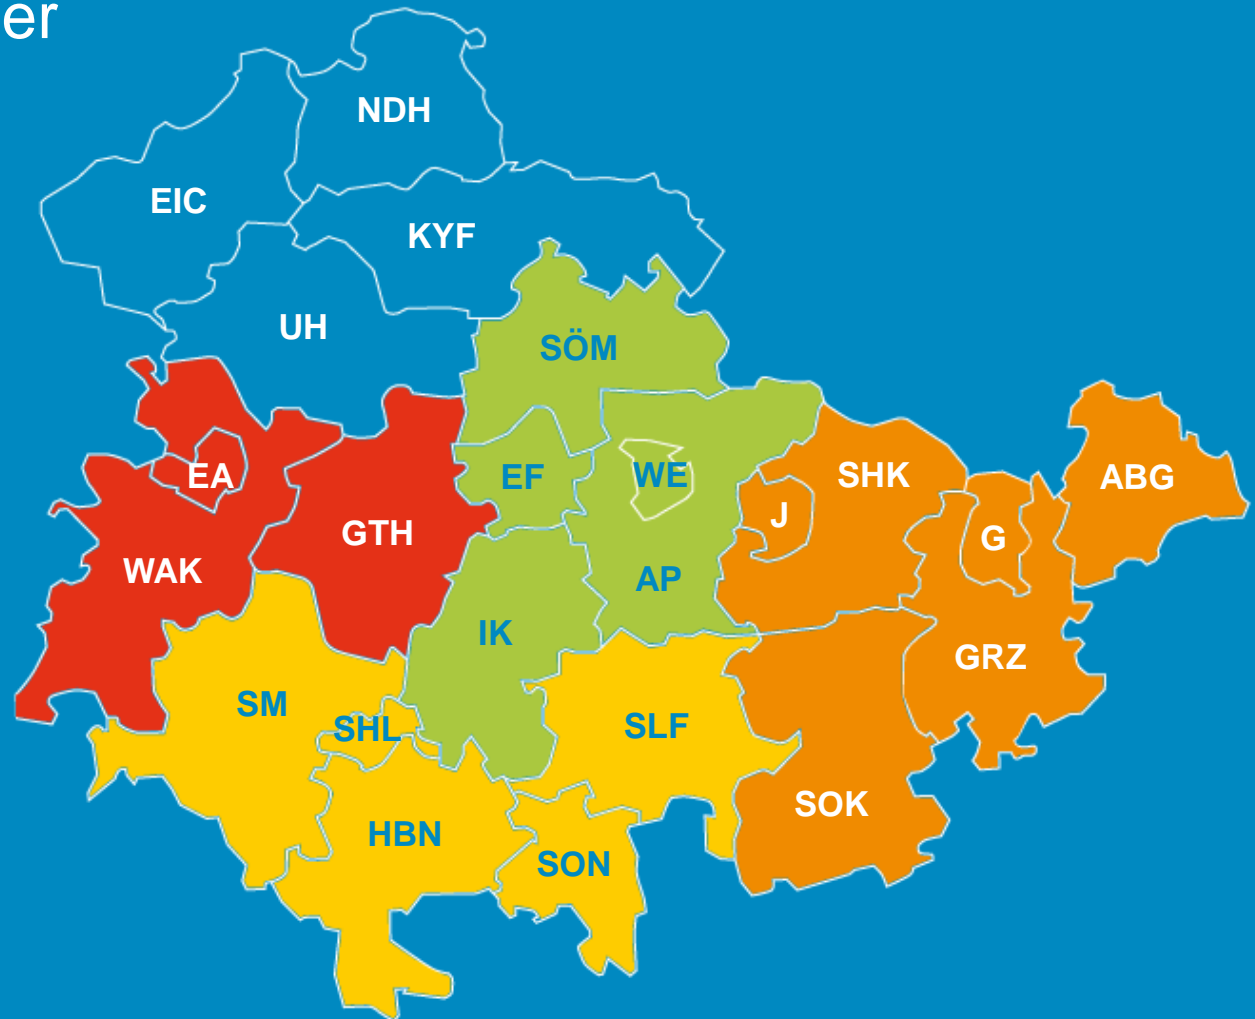 er
NDH
EIC
KYF
UH
SÖM
EA
EF
WE
SHK
ABG
GTH
J
G
WAK
AP
IK
GRZ
SM
SHL
SLF
SOK
HBN
SON